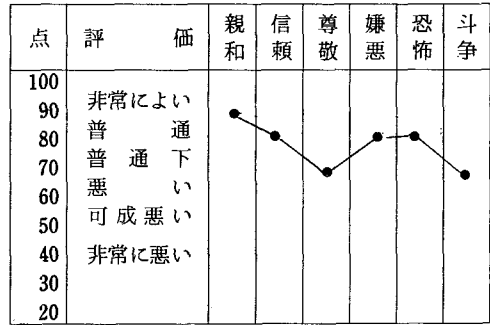 点 評価 親和 信頼 尊敬 嫌悪 恐怖 斗争
100
非常によい
90
普通
80
普通下
70
悪い
60
可成悪い
50
非常に悪い
40
30
20